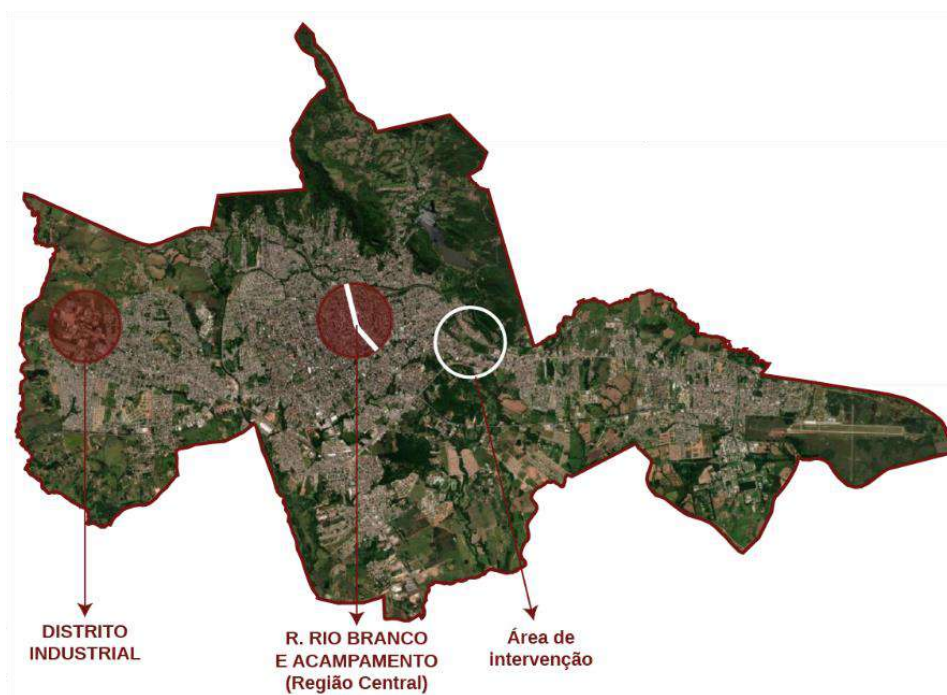 DISTRITO
INDUSTRIAL
R. RIO BRANCO
E ACAMPAMENTO
(Região Central)
Área de
intervenção